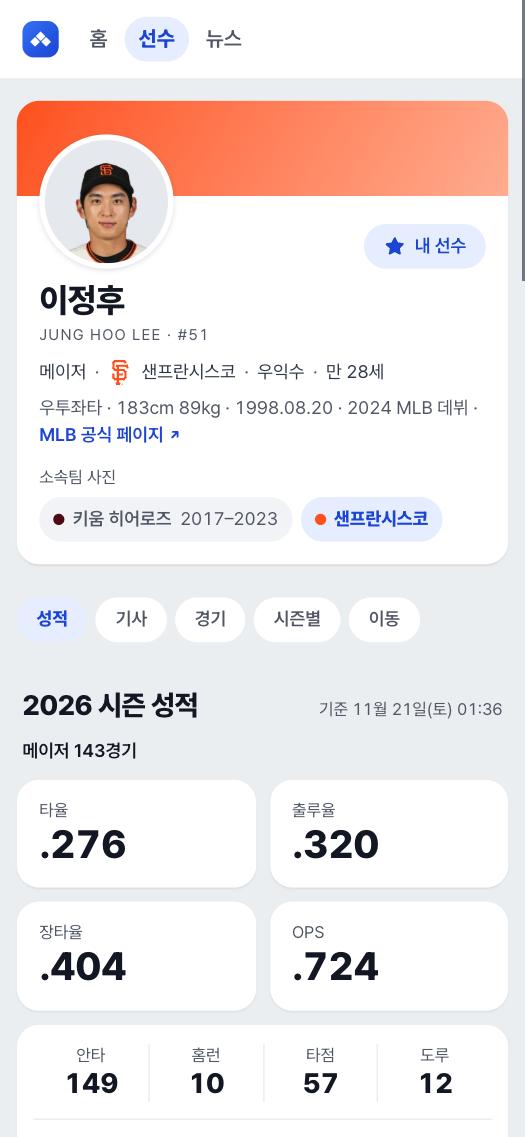 홈 선수 뉴스
내 선수
이정후
JUNG HOO LEE · #51
메이저 · SF 샌프란시스코 · 우익수 · 만 28세
우투좌타 · 183cm 89kg · 1998.08.20 · 2024 MLB 데뷔 ·
MLB 공식 페이지 ↗
소속팀 사진
키움 히어로즈 2017–2023 샌프란시스코
성적 기사 경기 시즌별 이동
2026 시즌 성적 기준 11월 21일(토) 01:36
메이저 143경기
타율 출루율
.276 .320
장타율 OPS
.404 .724
안타 홈런 타점 도루
149 10 57 12